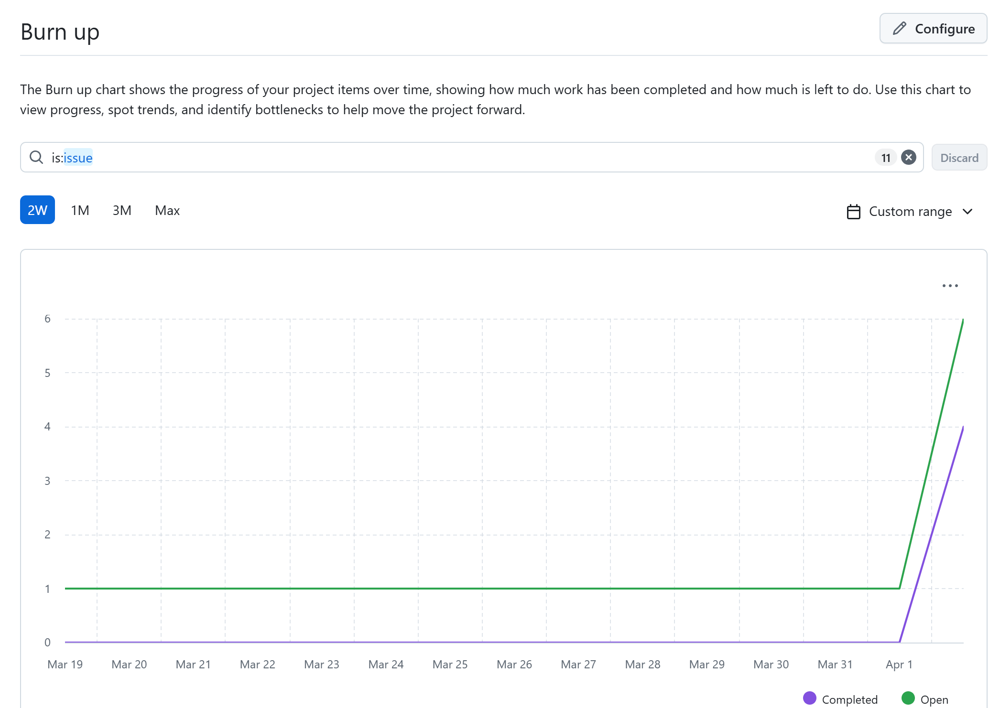 Burn up
Configure
The Burn up chart shows the progress of your project items over time, showing how much work has been completed and how much is left to do. Use this chart to
view progress, spot trends, and identify bottlenecks to help move the project forward.
is:issue
11
Discard
2W 1M 3M Max
Custom range
6
5
4
3
2
1
0
Mar 19 Mar 20 Mar 21 Mar 22 Mar 23 Mar 24 Mar 25 Mar 26 Mar 27 Mar 28 Mar 29 Mar 30 Mar 31 Apr 1
Completed Open